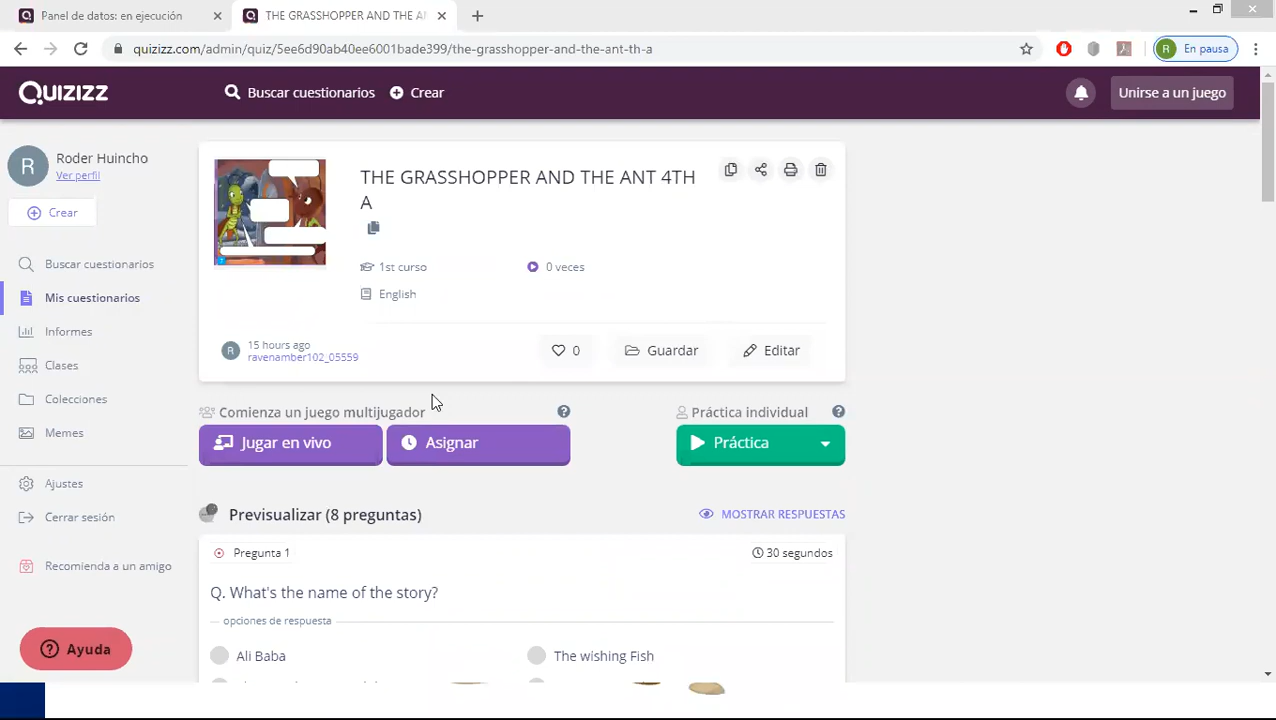 Panel de datos: en ejecución
THE GRASSHOPPER AND THE AN
quizizz.com/admin/quiz/5ee6d90ab40ee6001bade399/the-grasshopper-and-the-ant-th-a
R
En pausa
QUIZIZZ
Buscar cuestionarios
Crear
Unirse a un juego
R
Roder Huincho
Ver perfil
Crear
Buscar cuestionarios
Mis cuestionarios
Informes
Clases
Colecciones
Memes
Ajustes
Cerrar sesión
Recomienda a un amigo
Ayuda
THE GRASSHOPPER AND THE ANT 4TH
A
1st curso
0 veces
English
R
15 hours ago
ravenamber102_05559
0
Guardar
Editar
Comienza un juego multijugador
Práctica individual
Jugar en vivo
Asignar
Práctica
Previsualizar (8 preguntas)
MOSTRAR RESPUESTAS
Pregunta 1
30 segundos
Q. What's the name of the story?
opciones de respuesta
Ali Baba
The wishing Fish